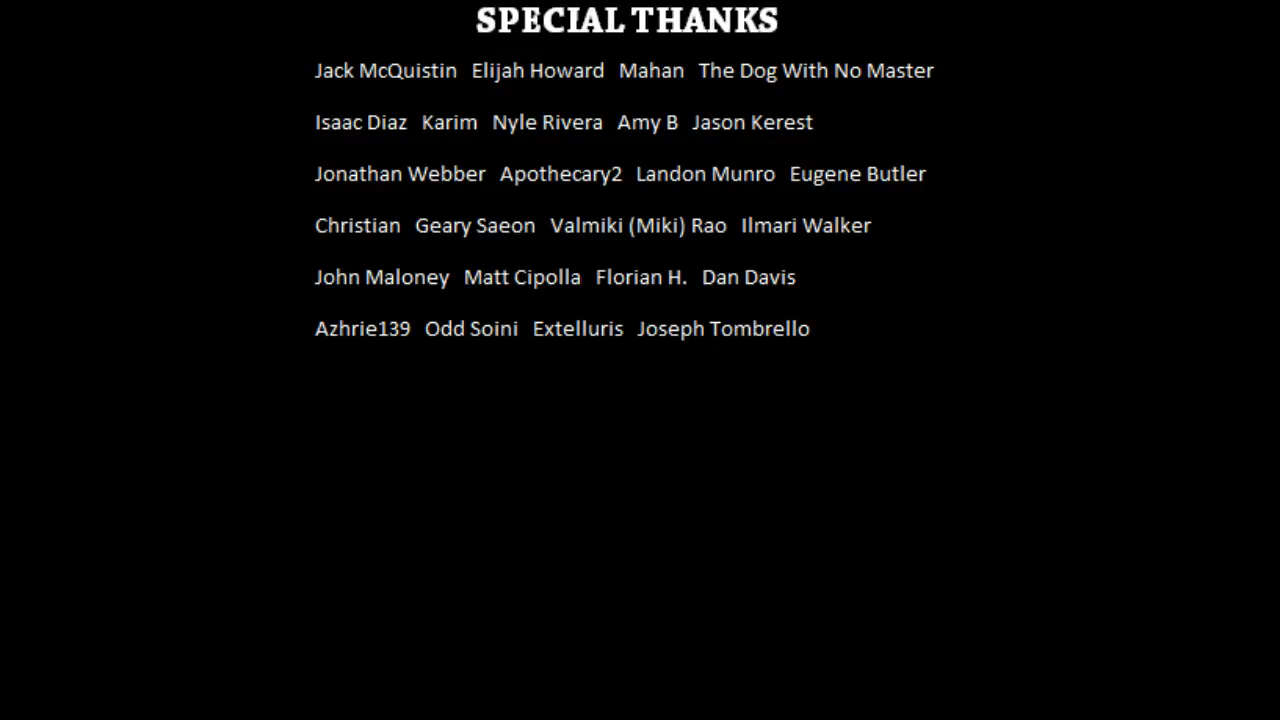 SPECIAL THANKS
Jack McQuistin Elijah Howard Mahan The Dog With No Master
Isaac Diaz Karim Nyle Rivera Amy B Jason Kerest
Jonathan Webber Apothecary2 Landon Munro Eugene Butler
Christian Geary Saeon Valmiki (Miki) Rao Ilmari Walker
John Maloney Matt Cipolla Florian H. Dan Davis
Azhrie139 Odd Soini Extelluris Joseph Tombrello